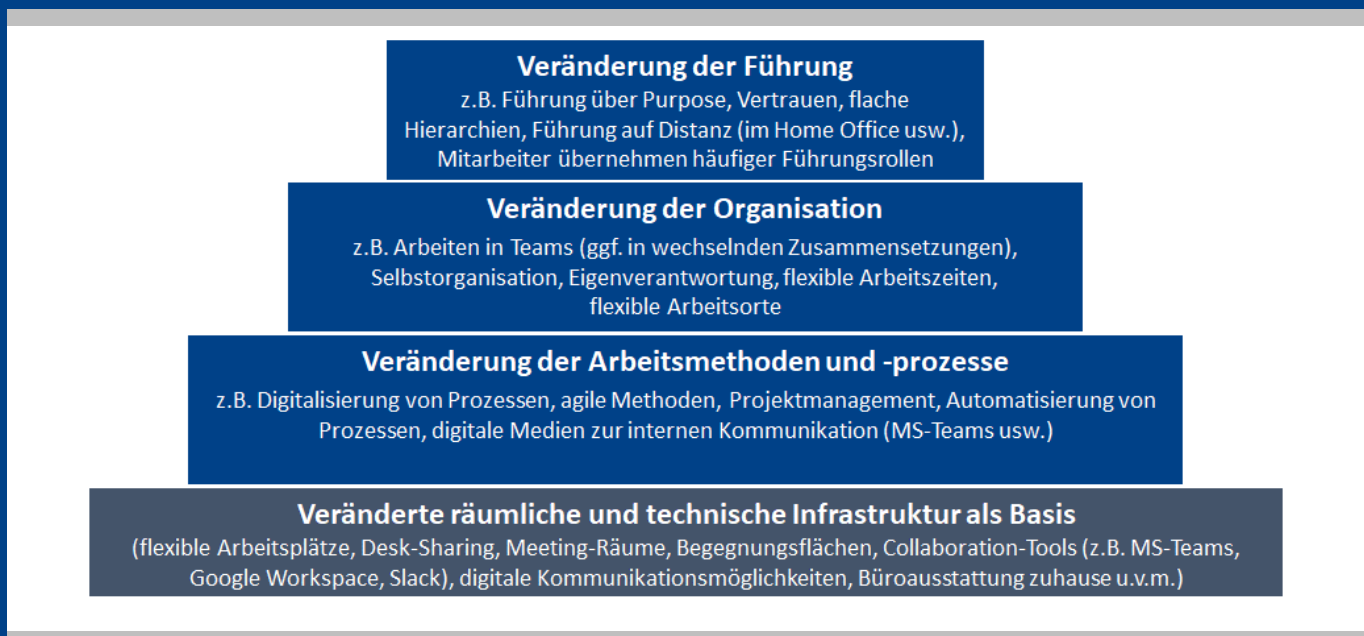 Veränderung der Führung
z.B. Führung über Purpose, Vertrauen, flache
Hierarchien, Führung auf Distanz (im Home Office usw.),
Mitarbeiter übernehmen häufiger Führungsrollen
Veränderung der Organisation
z.B. Arbeiten in Teams (ggf. in wechselnden Zusammensetzungen),
Selbstorganisation, Eigenverantwortung, flexible Arbeitszeiten,
flexible Arbeitsorte
Veränderung der Arbeitsmethoden und -prozesse
z.B. Digitalisierung von Prozessen, agile Methoden, Projektmanagement, Automatisierung von
Prozessen, digitale Medien zur internen Kommunikation (MS-Teams usw.)
Veränderte räumliche und technische Infrastruktur als Basis
(flexible Arbeitsplätze, Desk-Sharing, Meeting-Räume, Begegnungsflächen, Collaboration-Tools (z.B. MS-Teams,
Google Workspace, Slack), digitale Kommunikationsmöglichkeiten, Büroausstattung zuhause u.v.m.)